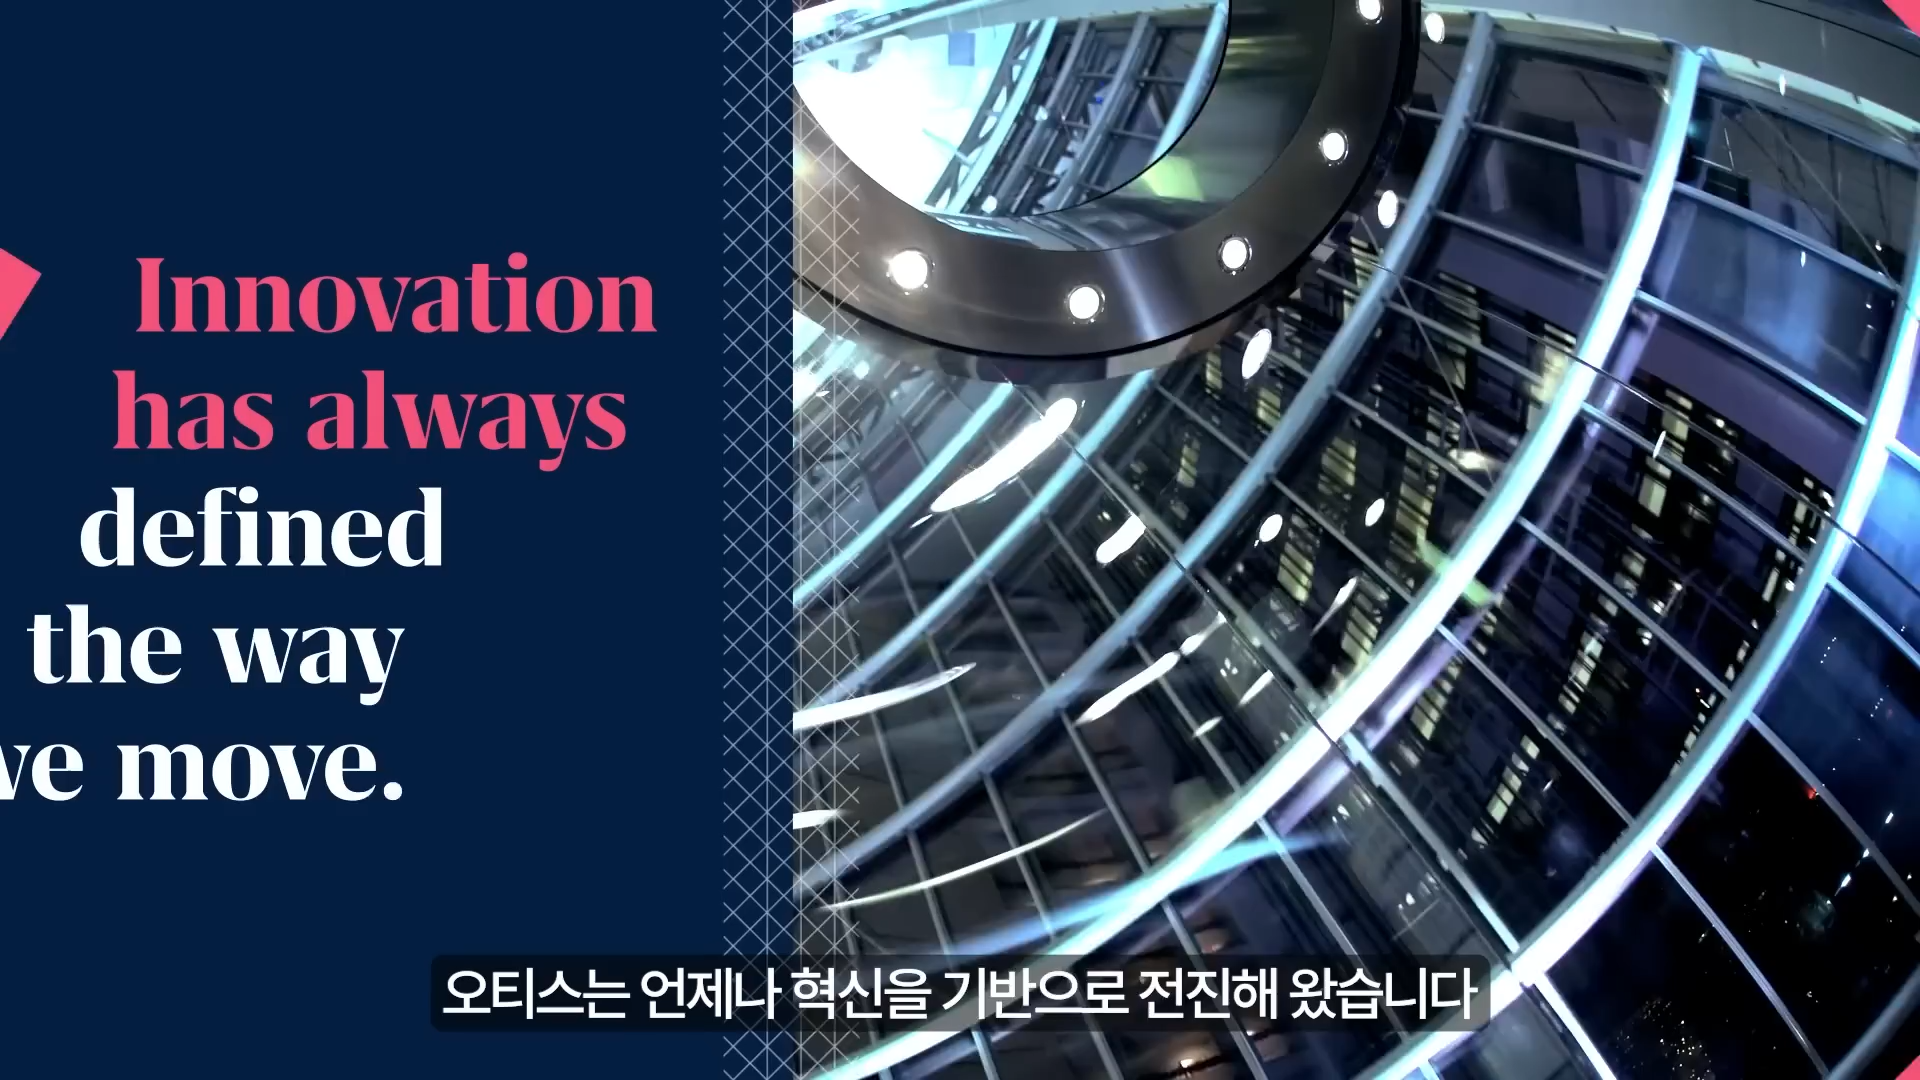 Innovation
has always
defined
the way
we move.
오티스는 언제나 혁신을 기반으로 전진해 왔습니다